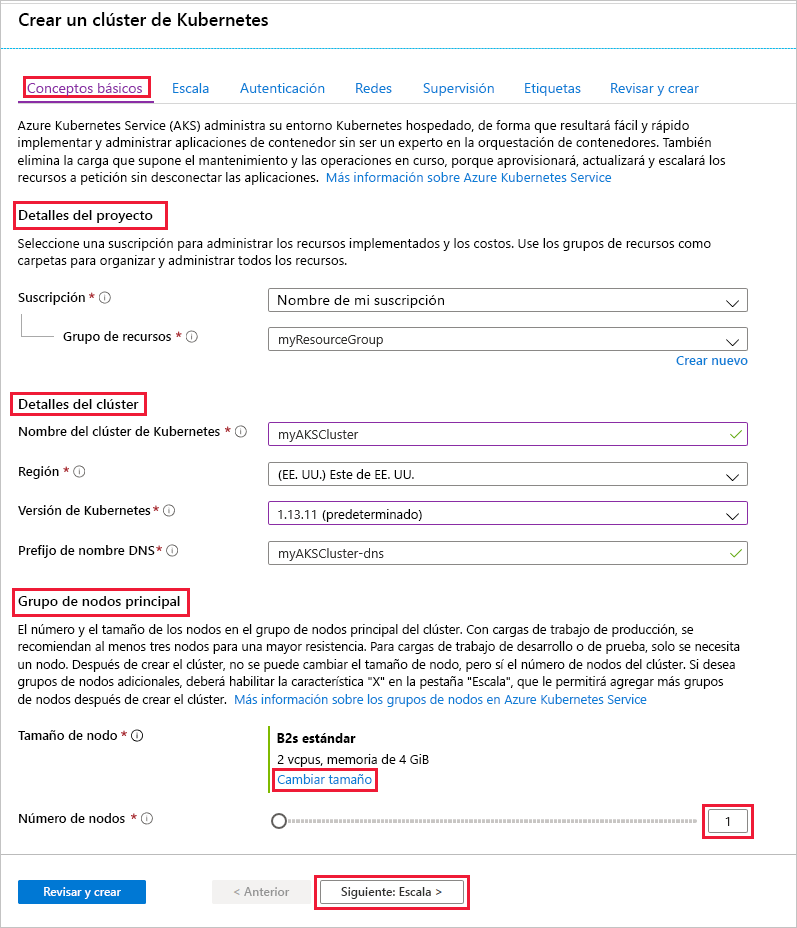 Crear un clúster de Kubernetes
Conceptos básicos Escala Autenticación Redes Supervisión Etiquetas Revisar y crear
Azure Kubernetes Service (AKS) administra su entorno Kubernetes hospedado, de forma que resultará fácil y rápido
implementar y administrar aplicaciones de contenedor sin ser un experto en la orquestación de contenedores. También
elimina la carga que supone el mantenimiento y las operaciones en curso, porque aprovisionará, actualizará y escalará los
recursos a petición sin desconectar las aplicaciones. Más información sobre Azure Kubernetes Service
Detalles del proyecto
Seleccione una suscripción para administrar los recursos implementados y los costos. Use los grupos de recursos como
carpetas para organizar y administrar todos los recursos.
Suscripción * Nombre de mi suscripción
Grupo de recursos * myResourceGroup
Crear nuevo
Detalles del clúster
Nombre del clúster de Kubernetes * myAKSCluster
Región * (EE. UU.) Este de EE. UU.
Versión de Kubernetes* 1.13.11 (predeterminado)
Prefijo de nombre DNS* myAKSCluster-dns
Grupo de nodos principal
El número y el tamaño de los nodos en el grupo de nodos principal del clúster. Con cargas de trabajo de producción, se
recomiendan al menos tres nodos para una mayor resistencia. Para cargas de trabajo de desarrollo o de prueba, solo se necesita
un nodo. Después de crear el clúster, no se puede cambiar el tamaño de nodo, pero sí el número de nodos del clúster. Si desea
grupos de nodos adicionales, deberá habilitar la característica "X" en la pestaña "Escala", que le permitirá agregar más grupos
de nodos después de crear el clúster. Más información sobre los grupos de nodos en Azure Kubernetes Service
Tamaño de nodo * B2s estándar
2 vcpus, memoria de 4 GiB
Cambiar tamaño
Número de nodos * 1
Revisar y crear < Anterior Siguiente: Escala >